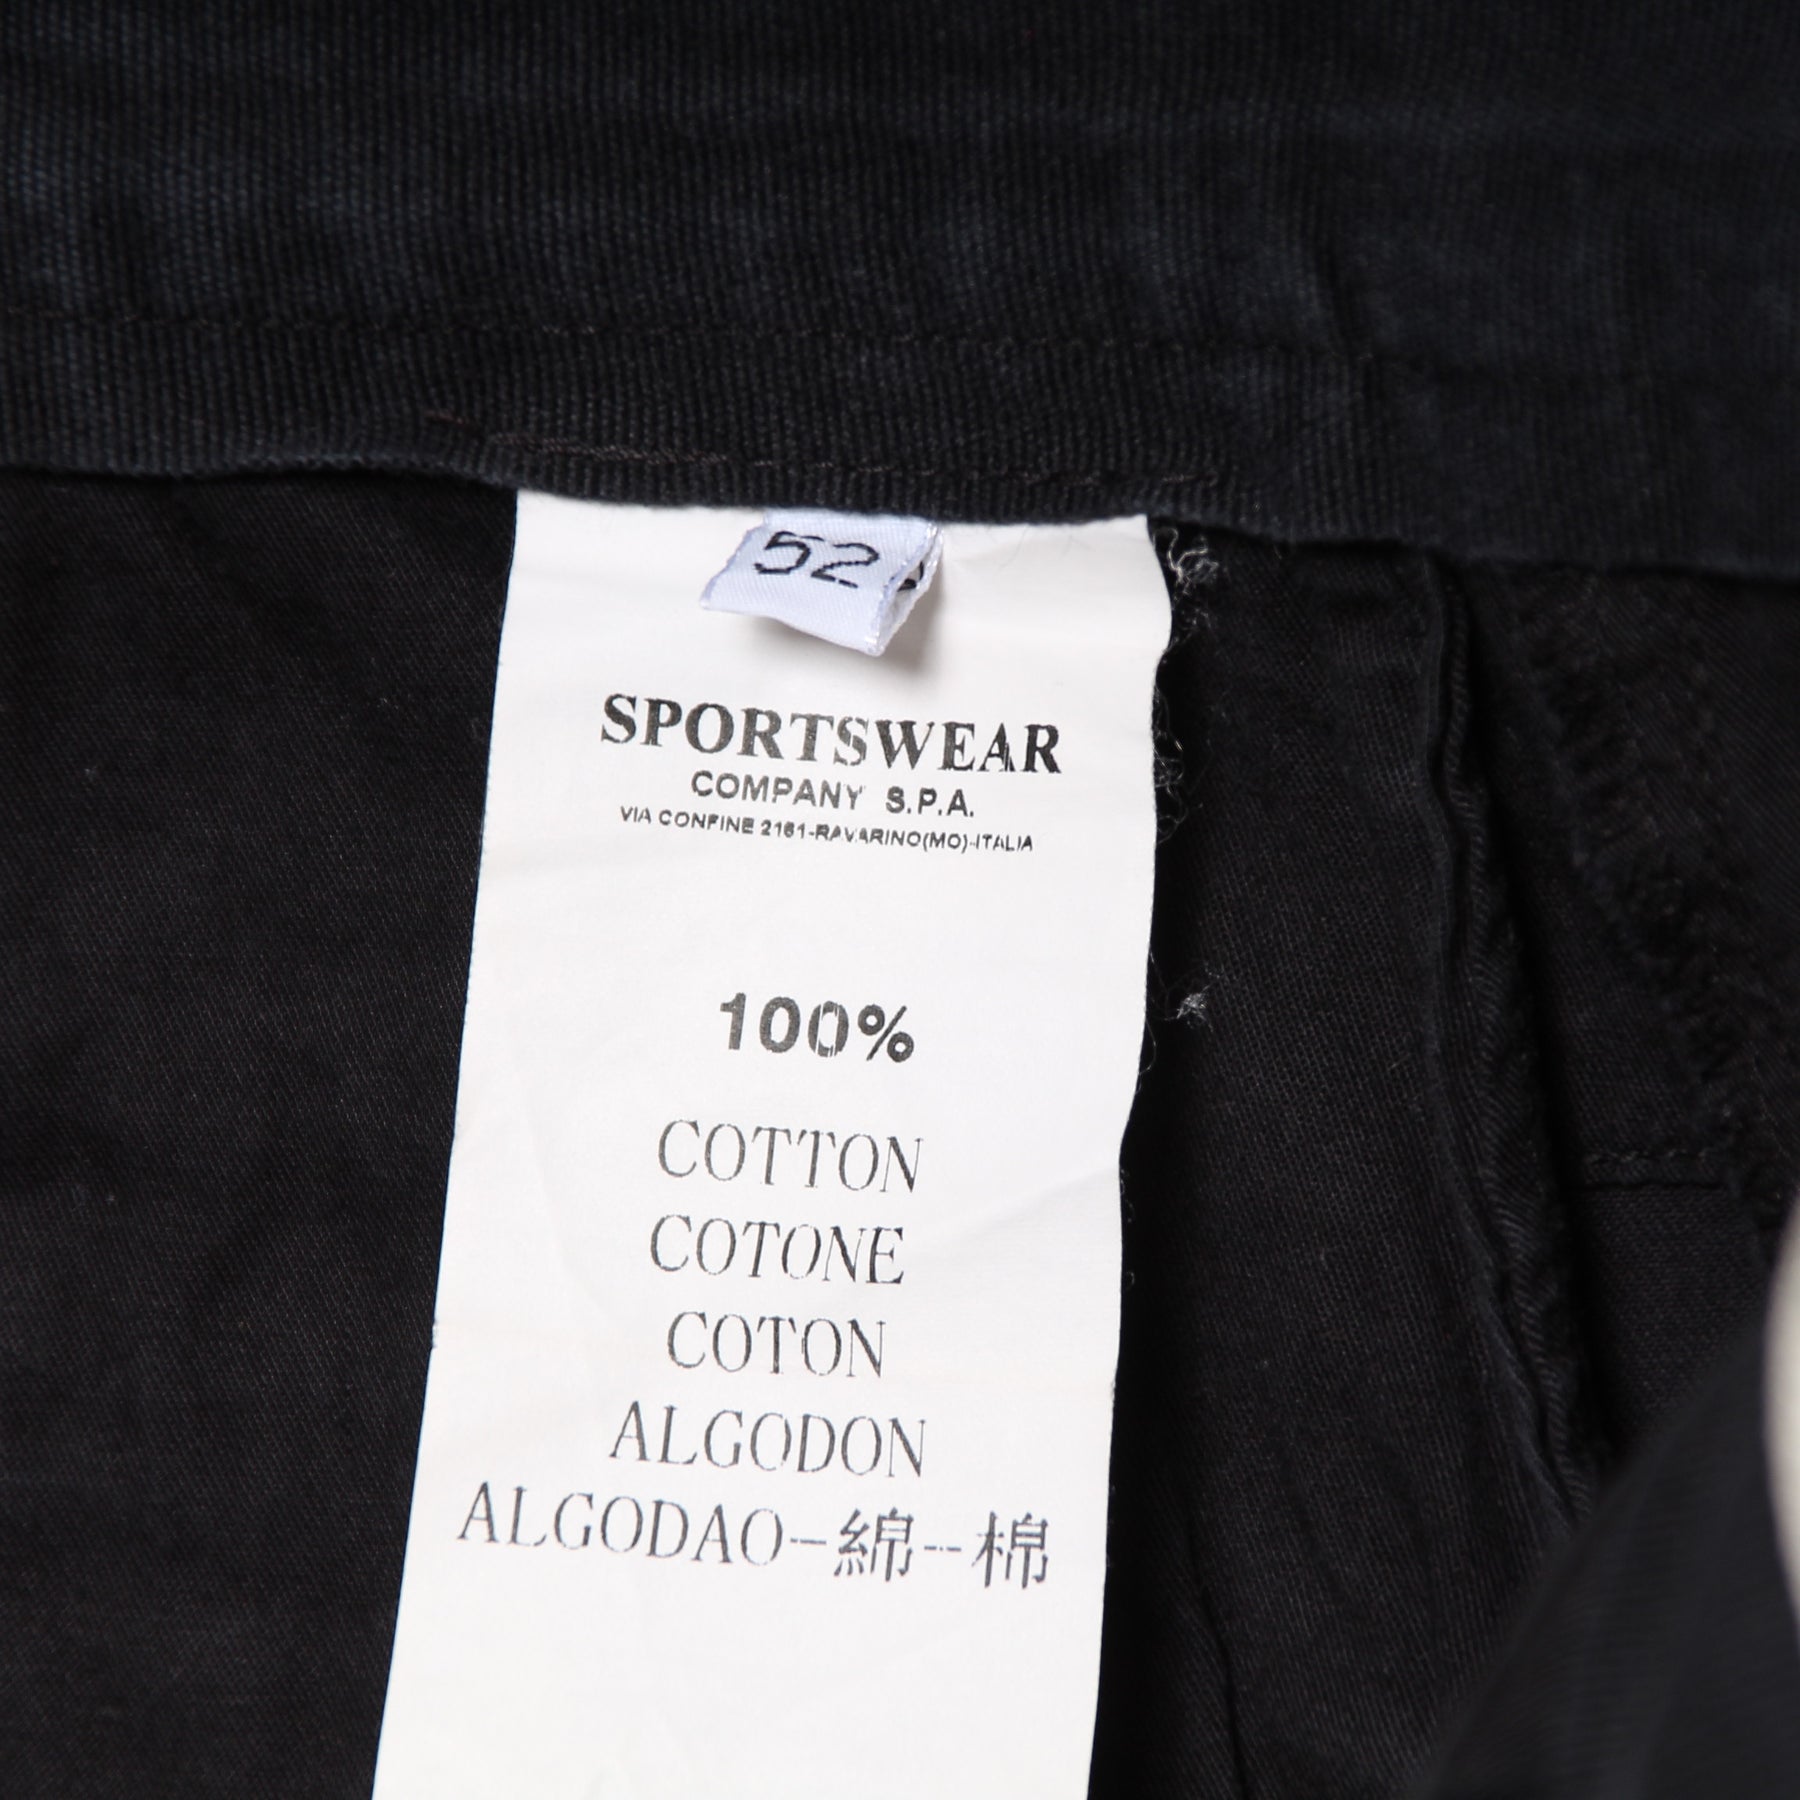 52
SPORTSWEAR
COMPANY S.P.A.
VIA CONFINE 2161-RAVARINO(MO)-ITALIA
100%
COTTON
COTONE
COTON
ALGODON
ALGODAO-綿--棉